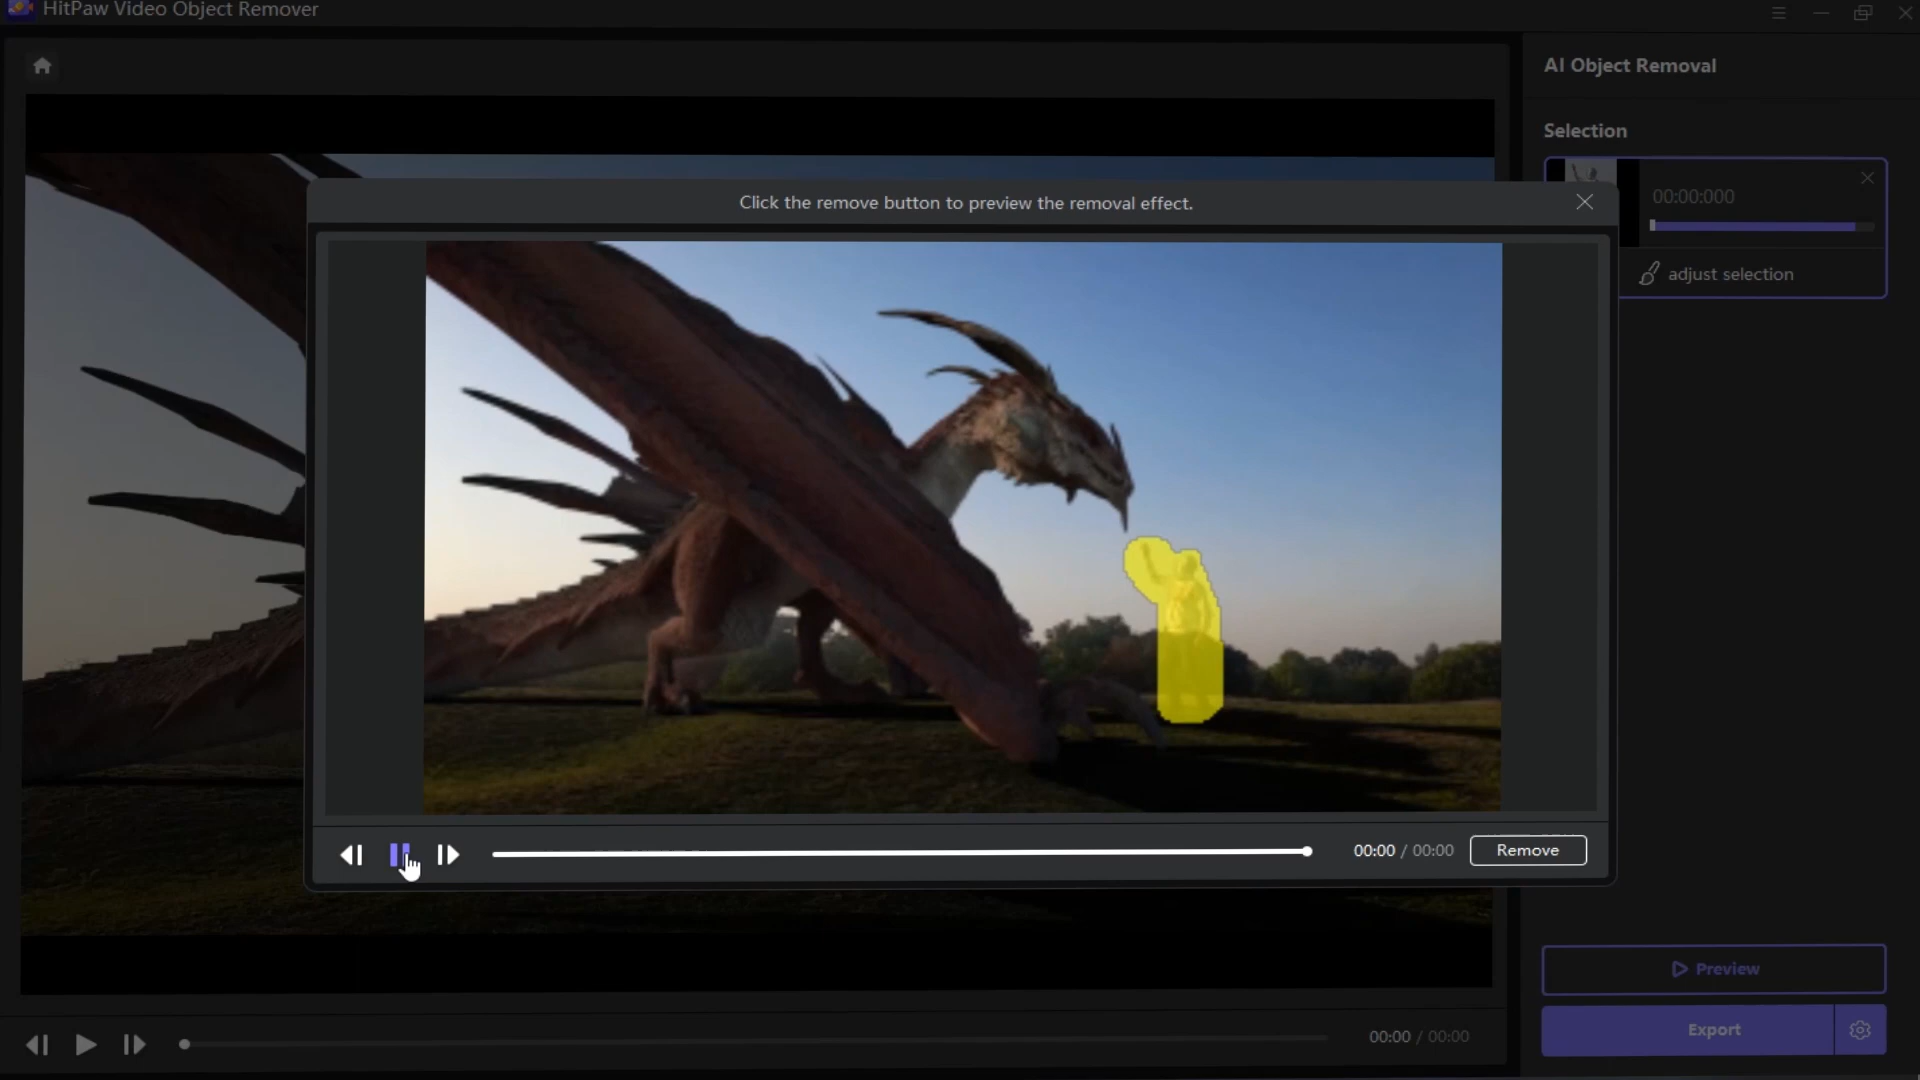 HitPaw Video Object Remover
AI Object Removal
Selection
00:00:000
adjust selection
Click the remove button to preview the removal effect.
00:00 / 00:00
Remove
Preview
Export
00:00 / 00:00